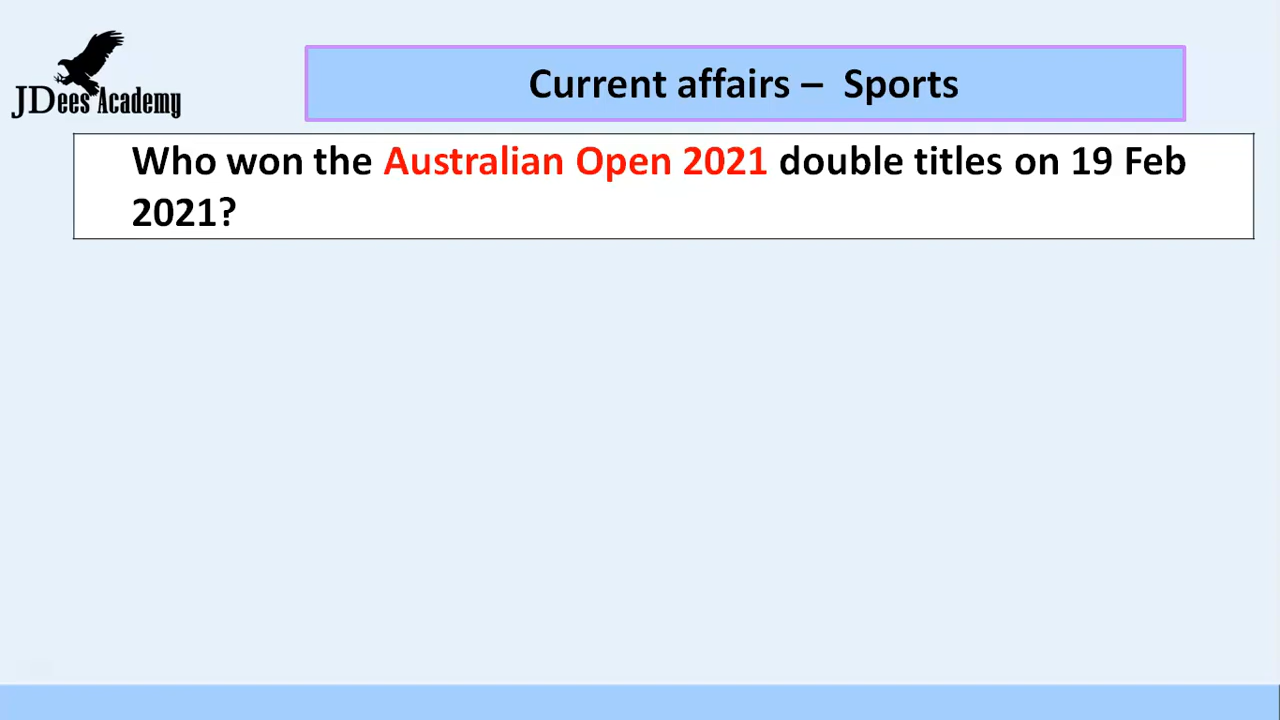 JDees Academy
Current affairs – Sports
Who won the Australian Open 2021 double titles on 19 Feb
2021?